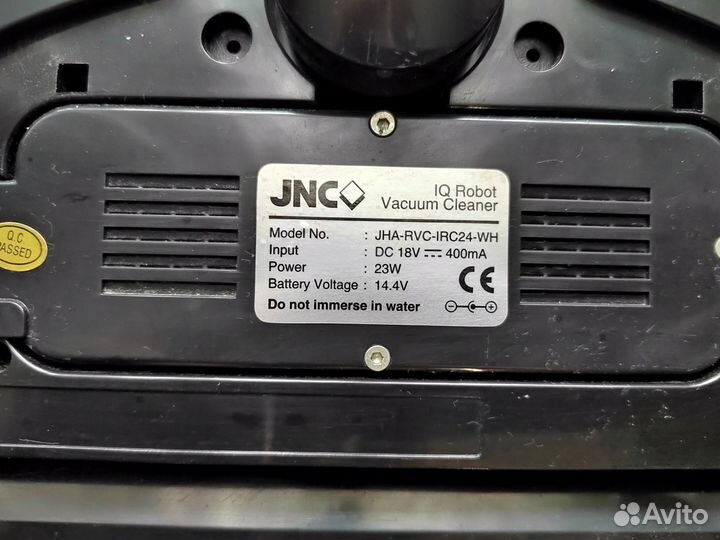 JNC
IQ Robot
Vacuum Cleaner
Model No. : JHA-RVC-IRC24-WH
Input : DC 18V 400mA
Power : 23W
Battery Voltage : 14.4V
CE
Do not immerse in water
Q.C
PASSED
Avito